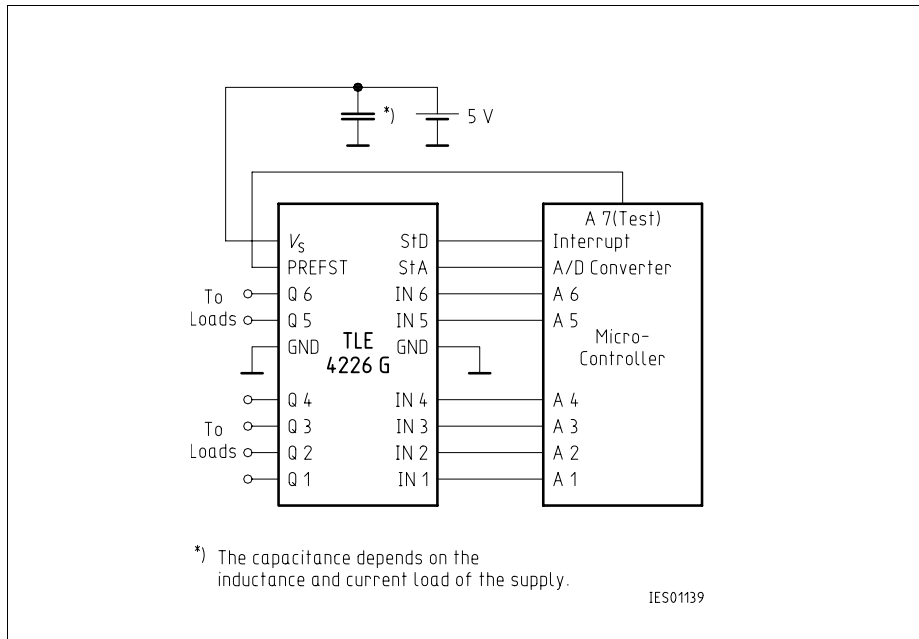 *)
5 V
A 7(Test)
VS StD Interrupt
PREFST StA A/D Converter
To Q 6 IN 6 A 6
Loads Q 5 IN 5 A 5
GND TLE GND Micro-
4226 G Controller
Q 4 IN 4 A 4
To Q 3 IN 3 A 3
Loads Q 2 IN 2 A 2
Q 1 IN 1 A 1
*) The capacitance depends on the
inductance and current load of the supply.
IES01139